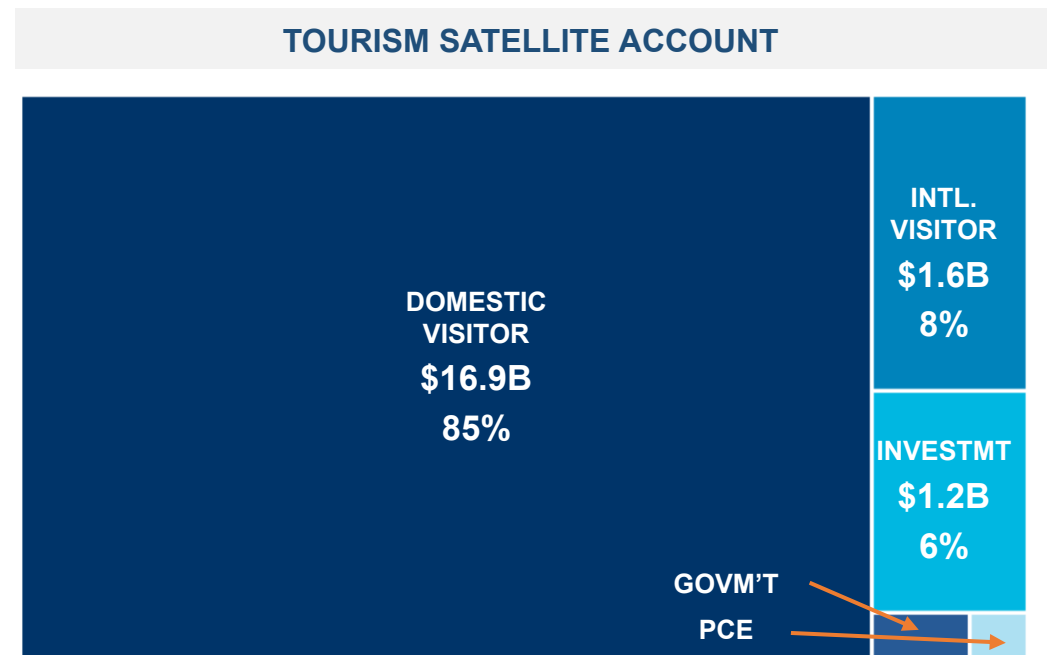 TOURISM SATELLITE ACCOUNT
DOMESTIC
VISITOR
$16.9B
85%
INTL.
VISITOR
$1.6B
8%
INVESTMT
$1.2B
6%
GOVM’T
PCE